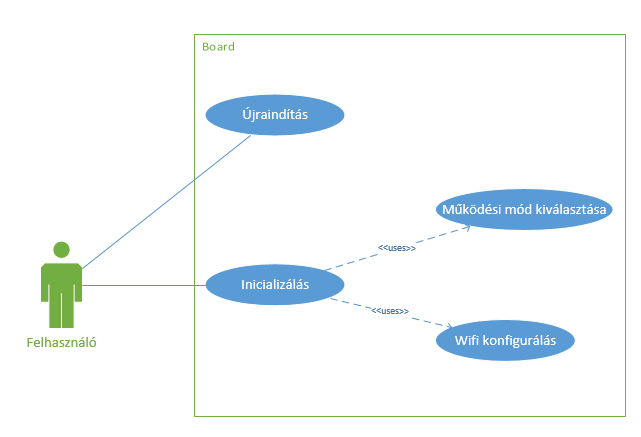 Board
Újraindítás
Működési mód kiválasztása
<<uses>>
Inicializálás
<<uses>>
Wifi konfigurálás
Felhasználó